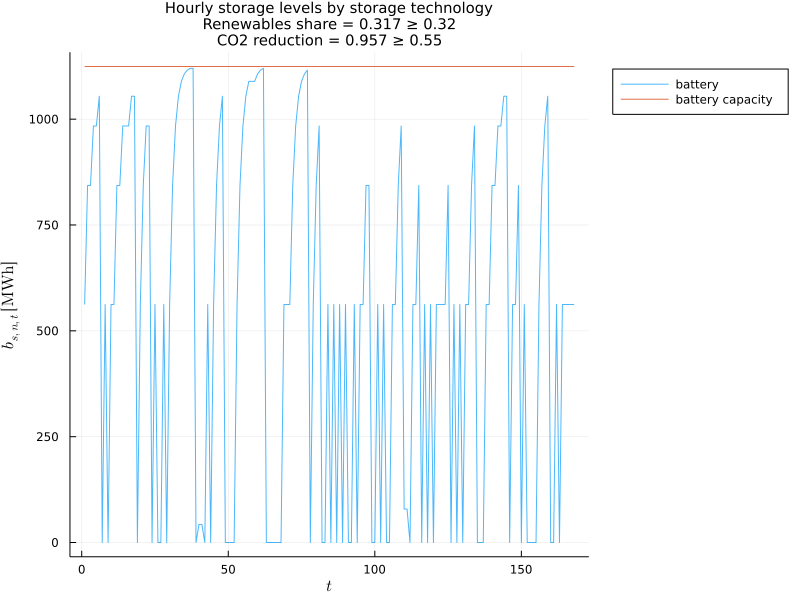 Hourly storage levels by storage technology
Renewables share = 0.317 ≥ 0.32
CO2 reduction = 0.957 ≥ 0.55
battery
battery capacity
1000
750
500
250
0
b_{s, n, t} [MWh]
0 50 100 150
t